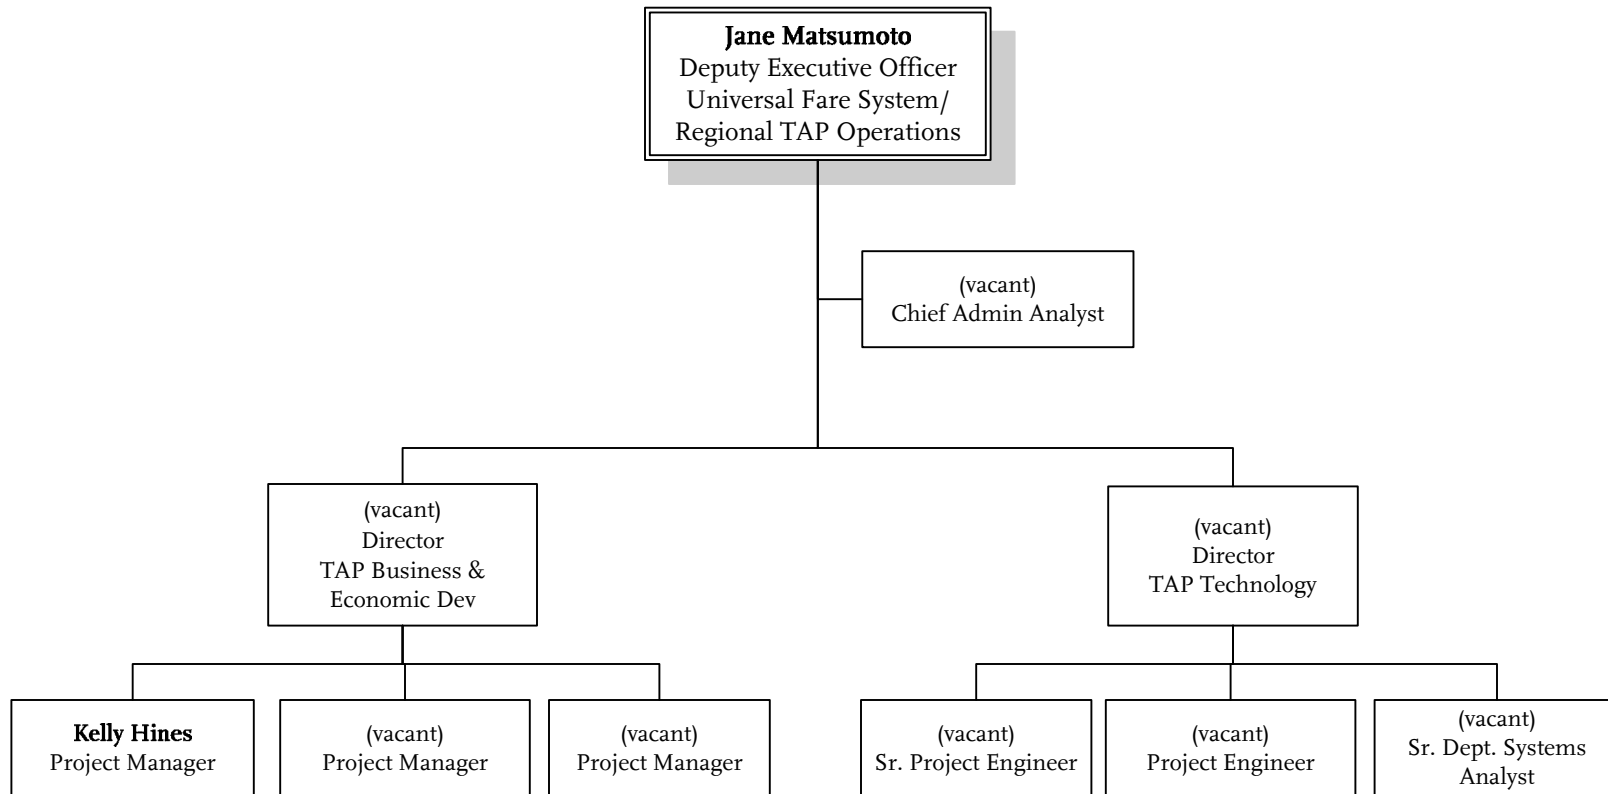 Jane Matsumoto
Deputy Executive Officer
Universal Fare System/
Regional TAP Operations
(vacant)
Chief Admin Analyst
(vacant)
Director
TAP Business &
Economic Dev
(vacant)
Director
TAP Technology
Kelly Hines
Project Manager
(vacant)
Project Manager
(vacant)
Project Manager
(vacant)
Sr. Project Engineer
(vacant)
Project Engineer
(vacant)
Sr. Dept. Systems
Analyst